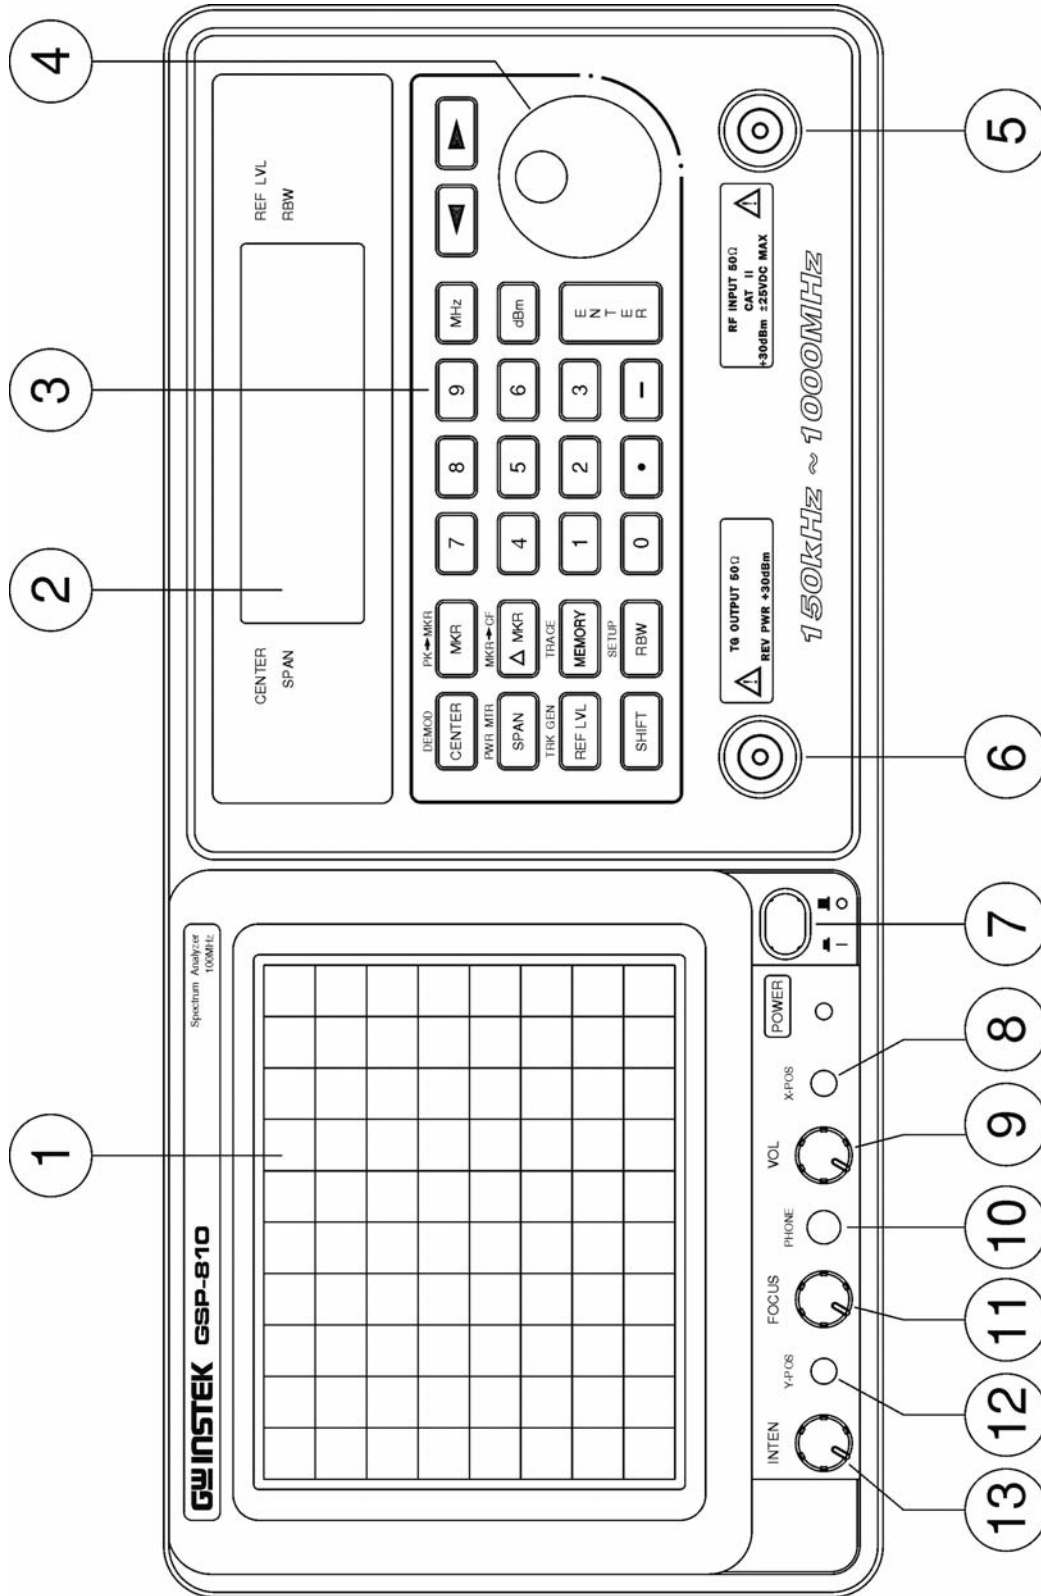 1
2
3
4
GW INSTEK GSP-810
Spectrum Analyzer
100MHz
CENTER
SPAN
REF LVL
RBW
DEMOD
PK➔MKR
CENTER
MKR
7
8
9
MHz
PWR MTR
MKR➔CF
SPAN
△ MKR
4
5
6
dBm
TRK GEN
TRACE
REF LVL
MEMORY
1
2
3
ENTER
SETUP
SHIFT
RBW
0
•
−
TG OUTPUT 50Ω
REV PWR +30dBm
RF INPUT 50Ω
CAT II
+30dBm ±25VDC MAX
150kHz ~ 1000MHz
INTEN
Y-POS
FOCUS
PHONE
VOL
X-POS
POWER
13
12
11
10
9
8
7
6
5